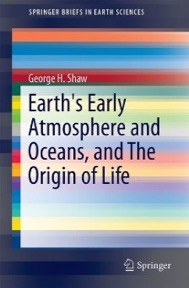 SPRINGER BRIEFS IN EARTH SCIENCES
George H. Shaw
Earth's Early
Atmosphere and
Oceans, and The
Origin of Life
Springer